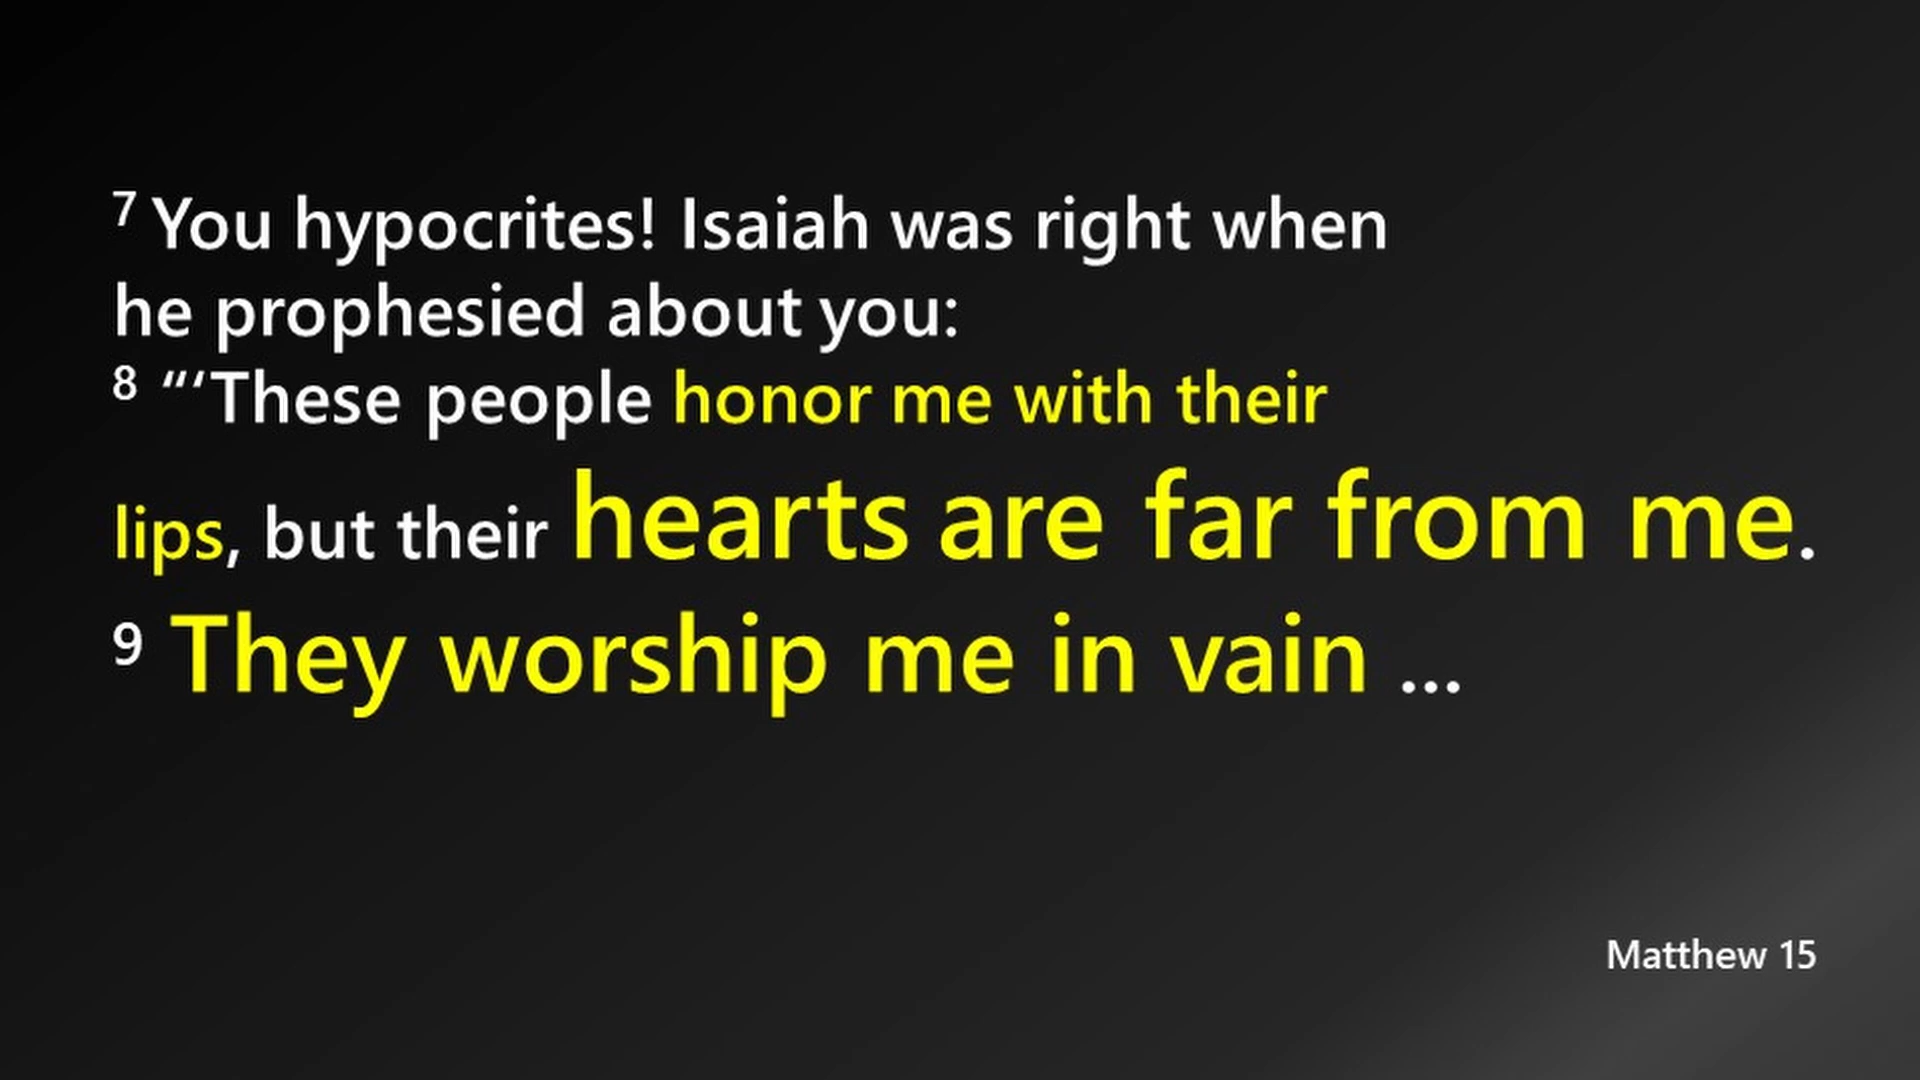 7 You hypocrites! Isaiah was right when
he prophesied about you:
8 “‘These people honor me with their
lips, but their hearts are far from me.
9 They worship me in vain ...
Matthew 15